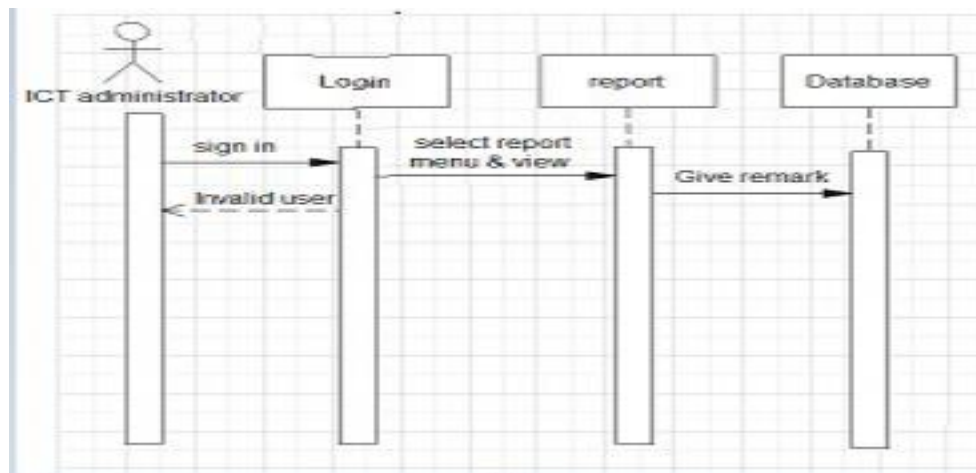 ICT administrator
Login
report
Database
sign in
select report
menu & view
Give remark
Invalid user